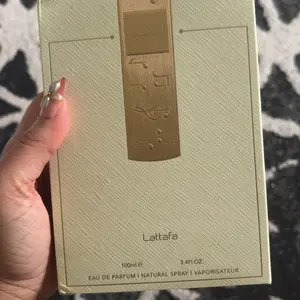 Lattafa
100ml.℮ 3.4FL.OZ.
EAU DE PARFUM I NATURAL SPRAY I VAPORISATEUR